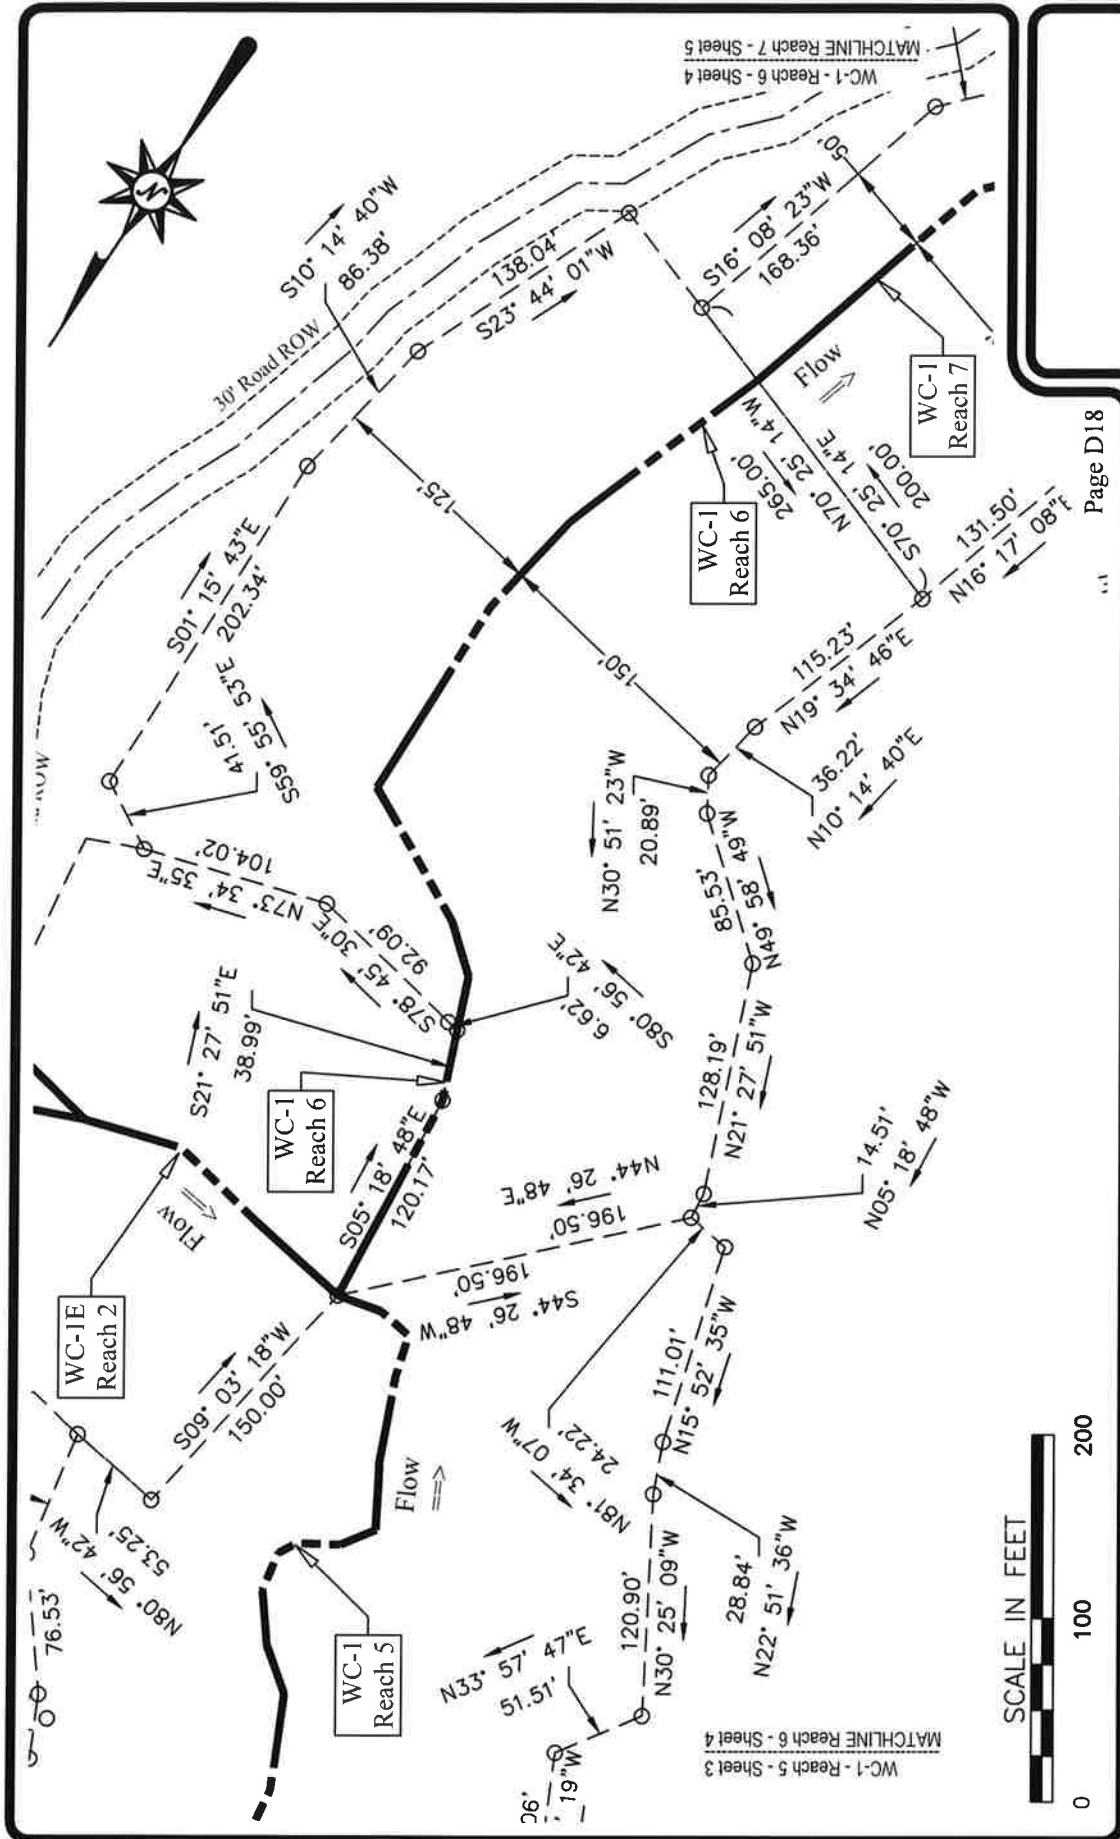 WC-1 - Reach 6 - Sheet 4
MATCHLINE Reach 7 - Sheet 5
N
30' Road ROW
ROW
S10° 14' 40"W
86.38'
138.04'
S23° 44' 01"W
S16° 08' 23"W
168.36'
50'
S01° 15' 43"E
202.34'
S59° 55' 53"E
41.51'
N73° 34' 35"E
104.02'
S78° 45' 30"E
92.09'
S80° 56' 42"E
6.62'
S21° 27' 51"E
38.99'
S05° 18' 48"E
120.17'
125'
150'
WC-1
Reach 7
Flow
WC-1
Reach 6
N70° 25' 14"W
265.00'
S70° 25' 14"E
200.00'
131.50'
N16° 17' 08"E
115.23'
N19° 34' 46"E
36.22'
N10° 14' 40"E
N30° 51' 23"W
20.89'
85.53'
N49° 58' 49"W
128.19'
N21° 27' 51"W
14.51'
N05° 18' 48"W
WC-1
Reach 6
WC-1E
Reach 2
Flow
N44° 26' 48"E
196.50'
196.50'
S44° 26' 48"W
S09° 03' 18"W
150.00'
N80° 56' 42"W
53.25'
76.53'
Flow
WC-1
Reach 5
N81° 34' 07"W
24.22'
111.01'
N15° 52' 35"W
28.84'
N22° 51' 36"W
120.90'
N30° 25' 09"W
N33° 57' 47"E
51.51'
06'
19"W
WC-1 - Reach 5 - Sheet 3
MATCHLINE Reach 6 - Sheet 4
SCALE IN FEET
0 100 200
Page D18